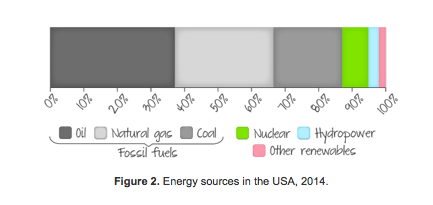 0% 10% 20% 30% 40% 50% 60% 70% 80% 90% 100%
Oil Natural gas Coal Nuclear Hydropower
Fossil fuels Other renewables
Figure 2. Energy sources in the USA, 2014.